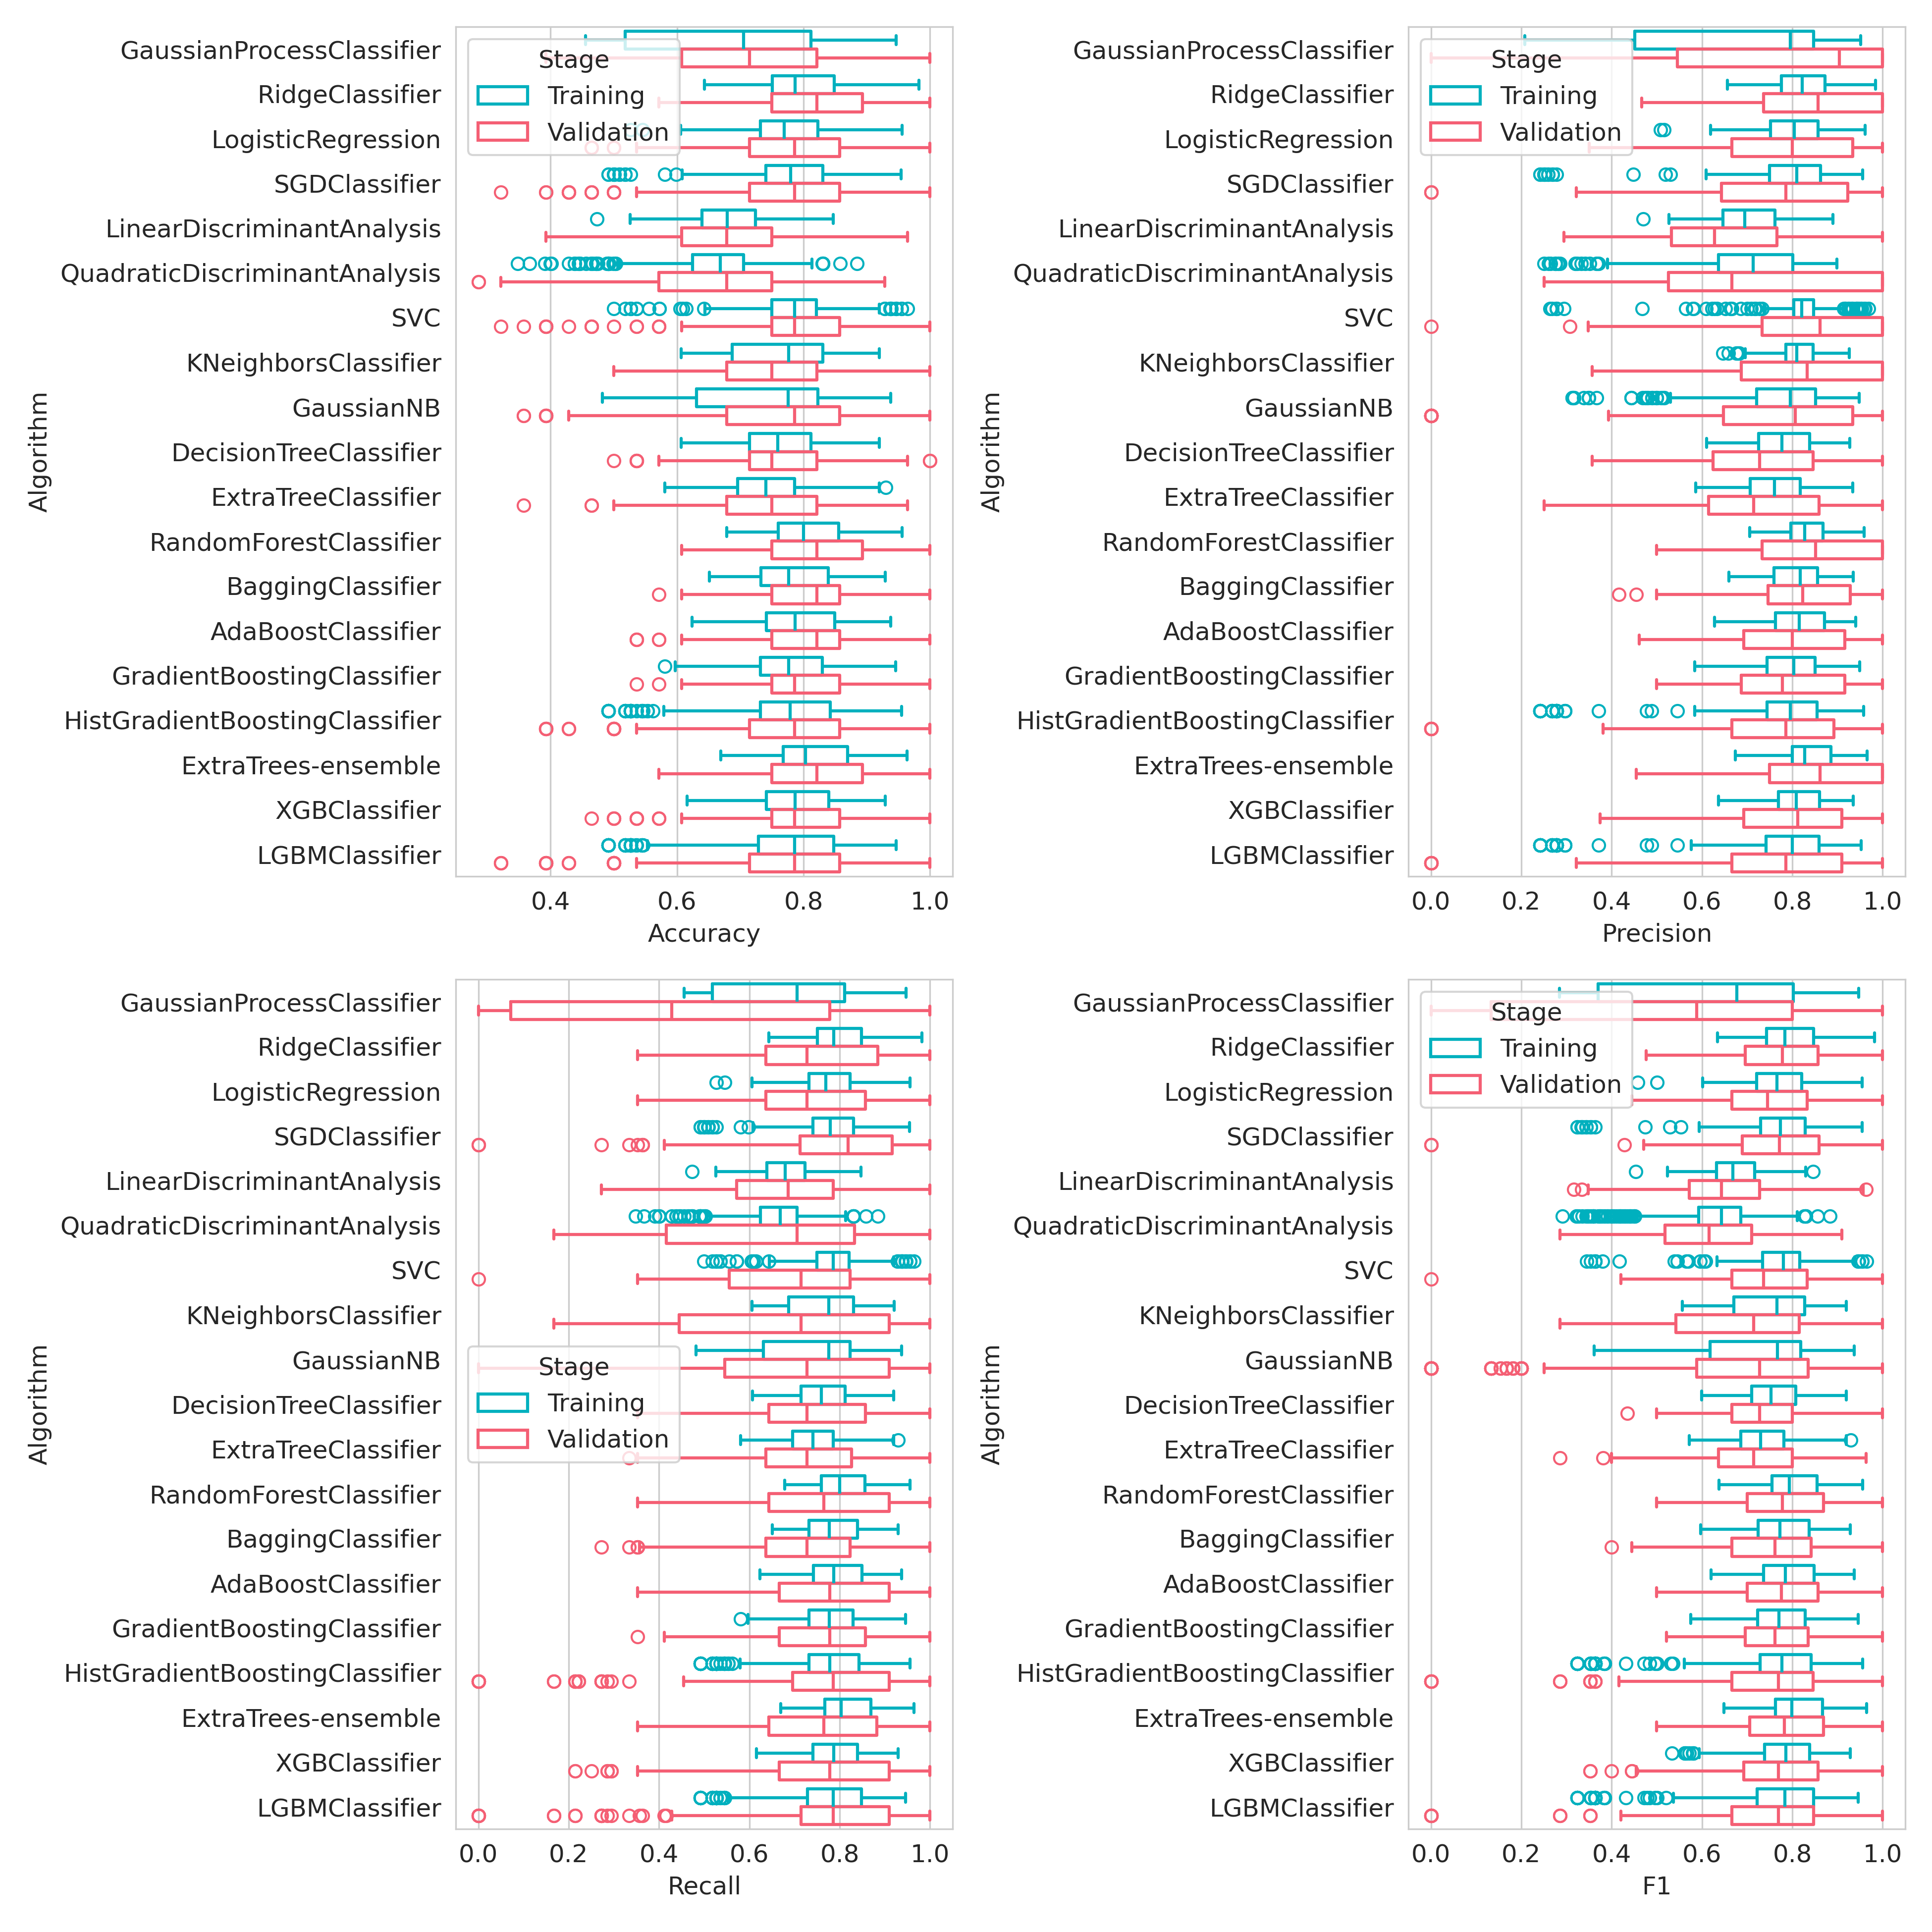 GaussianProcessClassifier
RidgeClassifier
LogisticRegression
SGDClassifier
LinearDiscriminantAnalysis
QuadraticDiscriminantAnalysis
SVC
KNeighborsClassifier
GaussianNB
DecisionTreeClassifier
ExtraTreeClassifier
RandomForestClassifier
BaggingClassifier
AdaBoostClassifier
GradientBoostingClassifier
HistGradientBoostingClassifier
ExtraTrees-ensemble
XGBClassifier
LGBMClassifier
Algorithm
Stage
Training
Validation
0.4 0.6 0.8 1.0
Accuracy
GaussianProcessClassifier
RidgeClassifier
LogisticRegression
SGDClassifier
LinearDiscriminantAnalysis
QuadraticDiscriminantAnalysis
SVC
KNeighborsClassifier
GaussianNB
DecisionTreeClassifier
ExtraTreeClassifier
RandomForestClassifier
BaggingClassifier
AdaBoostClassifier
GradientBoostingClassifier
HistGradientBoostingClassifier
ExtraTrees-ensemble
XGBClassifier
LGBMClassifier
Algorithm
Stage
Training
Validation
0.0 0.2 0.4 0.6 0.8 1.0
Precision
GaussianProcessClassifier
RidgeClassifier
LogisticRegression
SGDClassifier
LinearDiscriminantAnalysis
QuadraticDiscriminantAnalysis
SVC
KNeighborsClassifier
GaussianNB
DecisionTreeClassifier
ExtraTreeClassifier
RandomForestClassifier
BaggingClassifier
AdaBoostClassifier
GradientBoostingClassifier
HistGradientBoostingClassifier
ExtraTrees-ensemble
XGBClassifier
LGBMClassifier
Algorithm
Stage
Training
Validation
0.0 0.2 0.4 0.6 0.8 1.0
Recall
GaussianProcessClassifier
RidgeClassifier
LogisticRegression
SGDClassifier
LinearDiscriminantAnalysis
QuadraticDiscriminantAnalysis
SVC
KNeighborsClassifier
GaussianNB
DecisionTreeClassifier
ExtraTreeClassifier
RandomForestClassifier
BaggingClassifier
AdaBoostClassifier
GradientBoostingClassifier
HistGradientBoostingClassifier
ExtraTrees-ensemble
XGBClassifier
LGBMClassifier
Algorithm
Stage
Training
Validation
0.0 0.2 0.4 0.6 0.8 1.0
F1